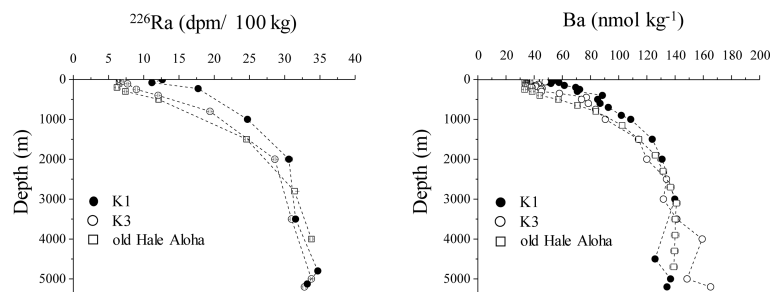 ²²⁶Ra (dpm/ 100 kg)
0 5 10 15 20 25 30 35 40
0
1000
2000
3000
4000
5000
Depth (m)
K1
K3
old Hale Aloha
Ba (nmol kg⁻¹)
0 20 40 60 80 100 120 140 160 180 200
0
1000
2000
3000
4000
5000
Depth (m)
K1
K3
old Hale Aloha